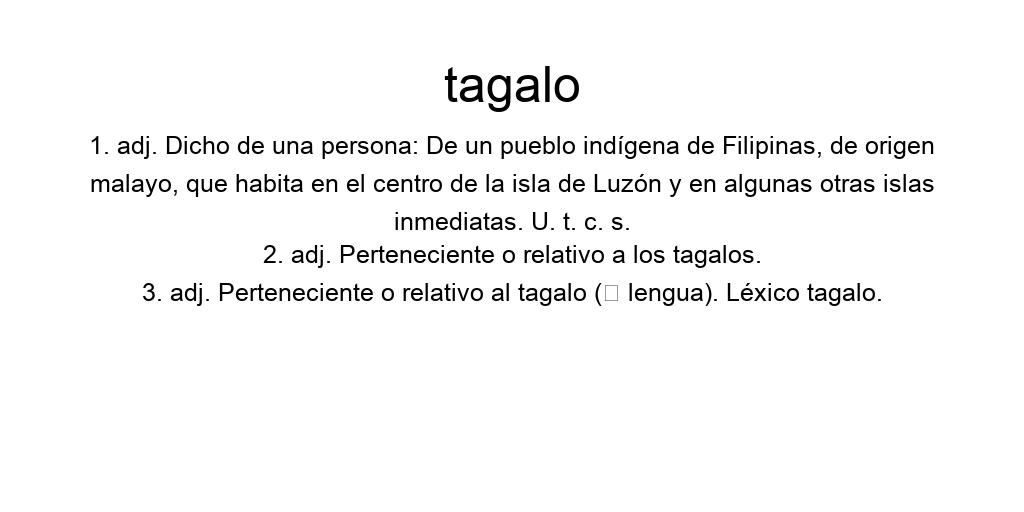 tagalo
1. adj. Dicho de una persona: De un pueblo indígena de Filipinas, de origen
malayo, que habita en el centro de la isla de Luzón y en algunas otras islas
inmediatas. U. t. c. s.
2. adj. Perteneciente o relativo a los tagalos.
3. adj. Perteneciente o relativo al tagalo (□ lengua). Léxico tagalo.